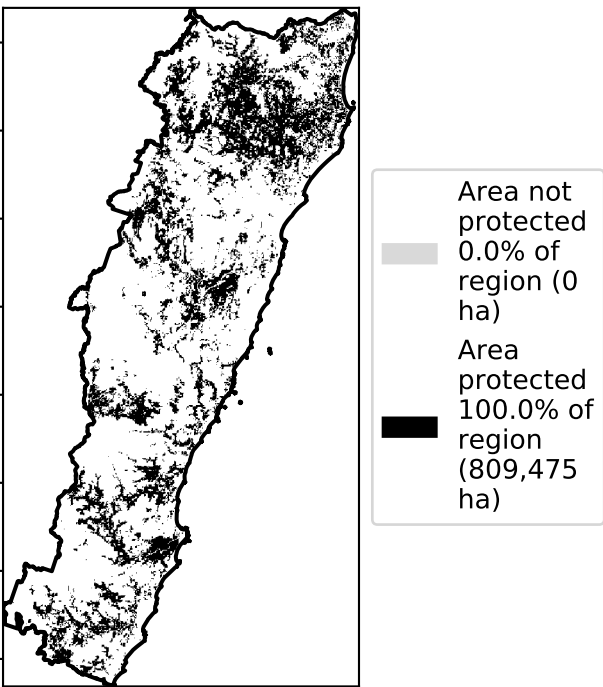 Area not
protected
0.0% of
region (0
ha)
Area
protected
100.0% of
region
(809,475
ha)